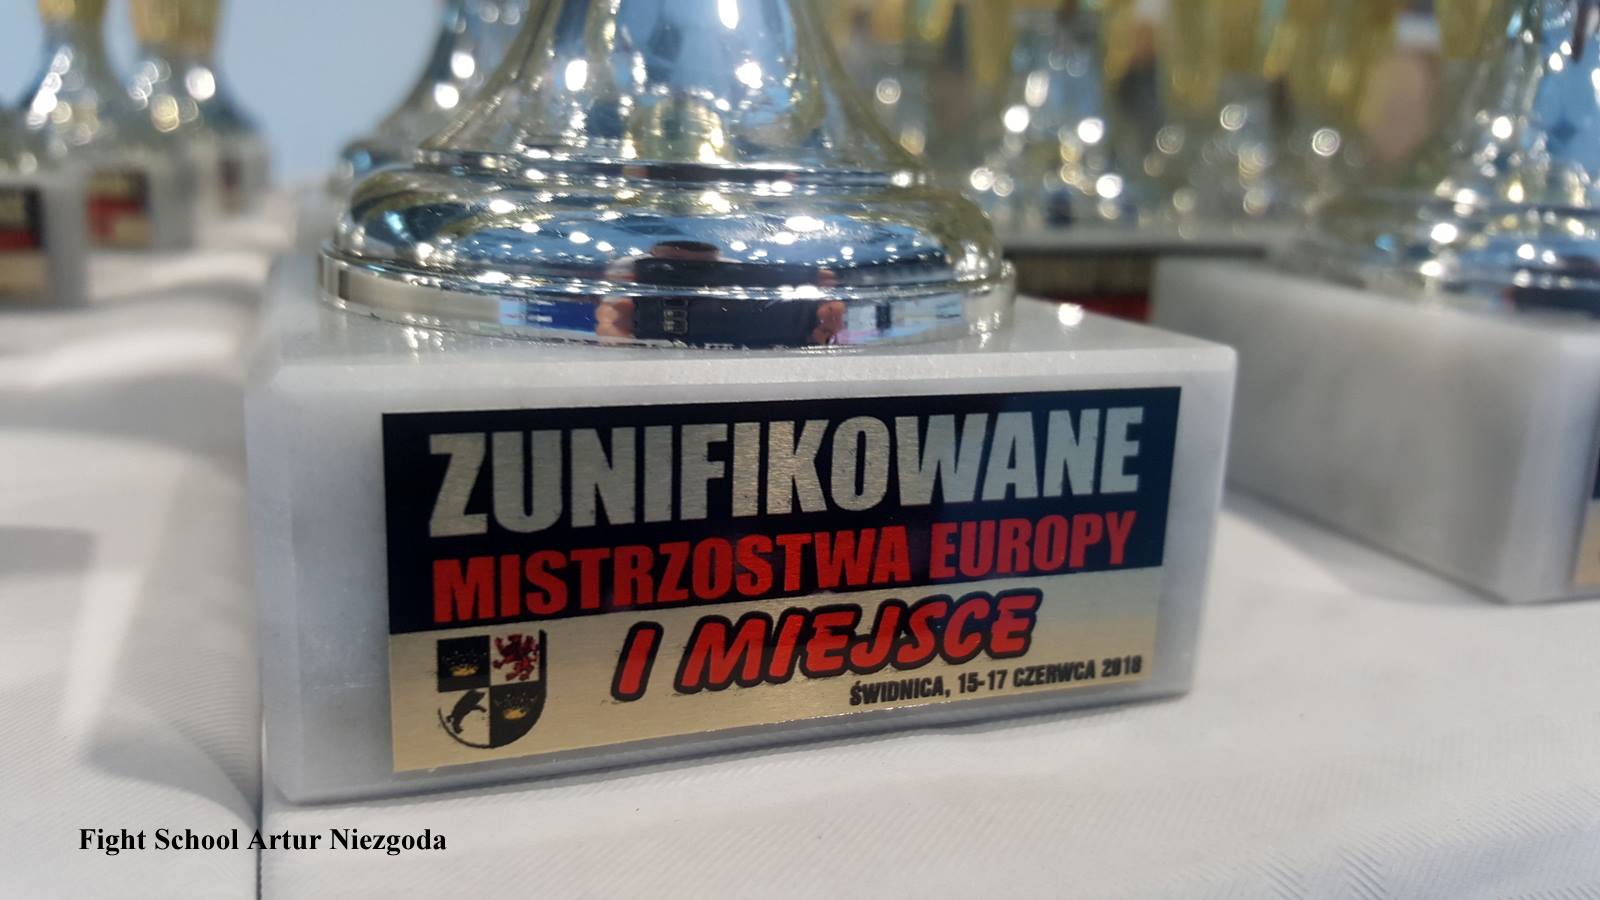 ZUNIFIKOWANE
MISTRZOSTWA EUROPY
I MIEJSCE
ŚWIDNICA, 15-17 CZERWCA 2018
Fight School Artur Niezgoda